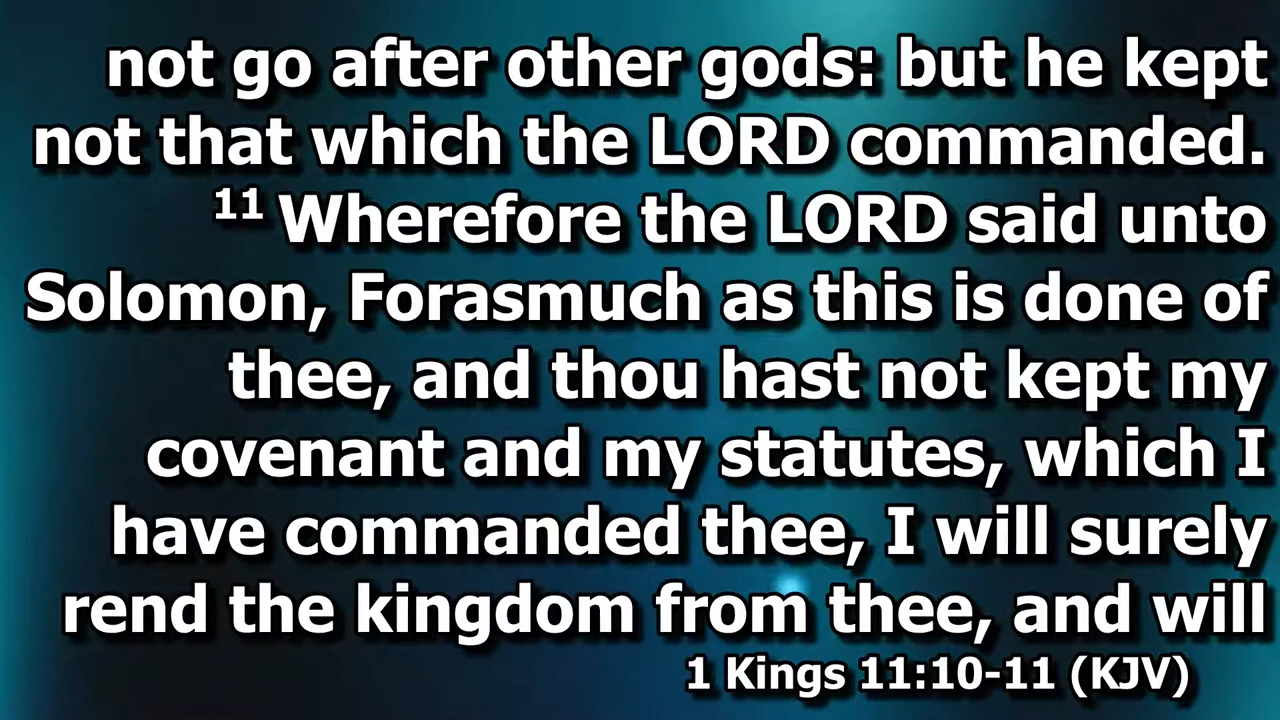 not go after other gods: but he kept
not that which the LORD commanded.
11 Wherefore the LORD said unto
Solomon, Forasmuch as this is done of
thee, and thou hast not kept my
covenant and my statutes, which I
have commanded thee, I will surely
rend the kingdom from thee, and will
1 Kings 11:10-11 (KJV)